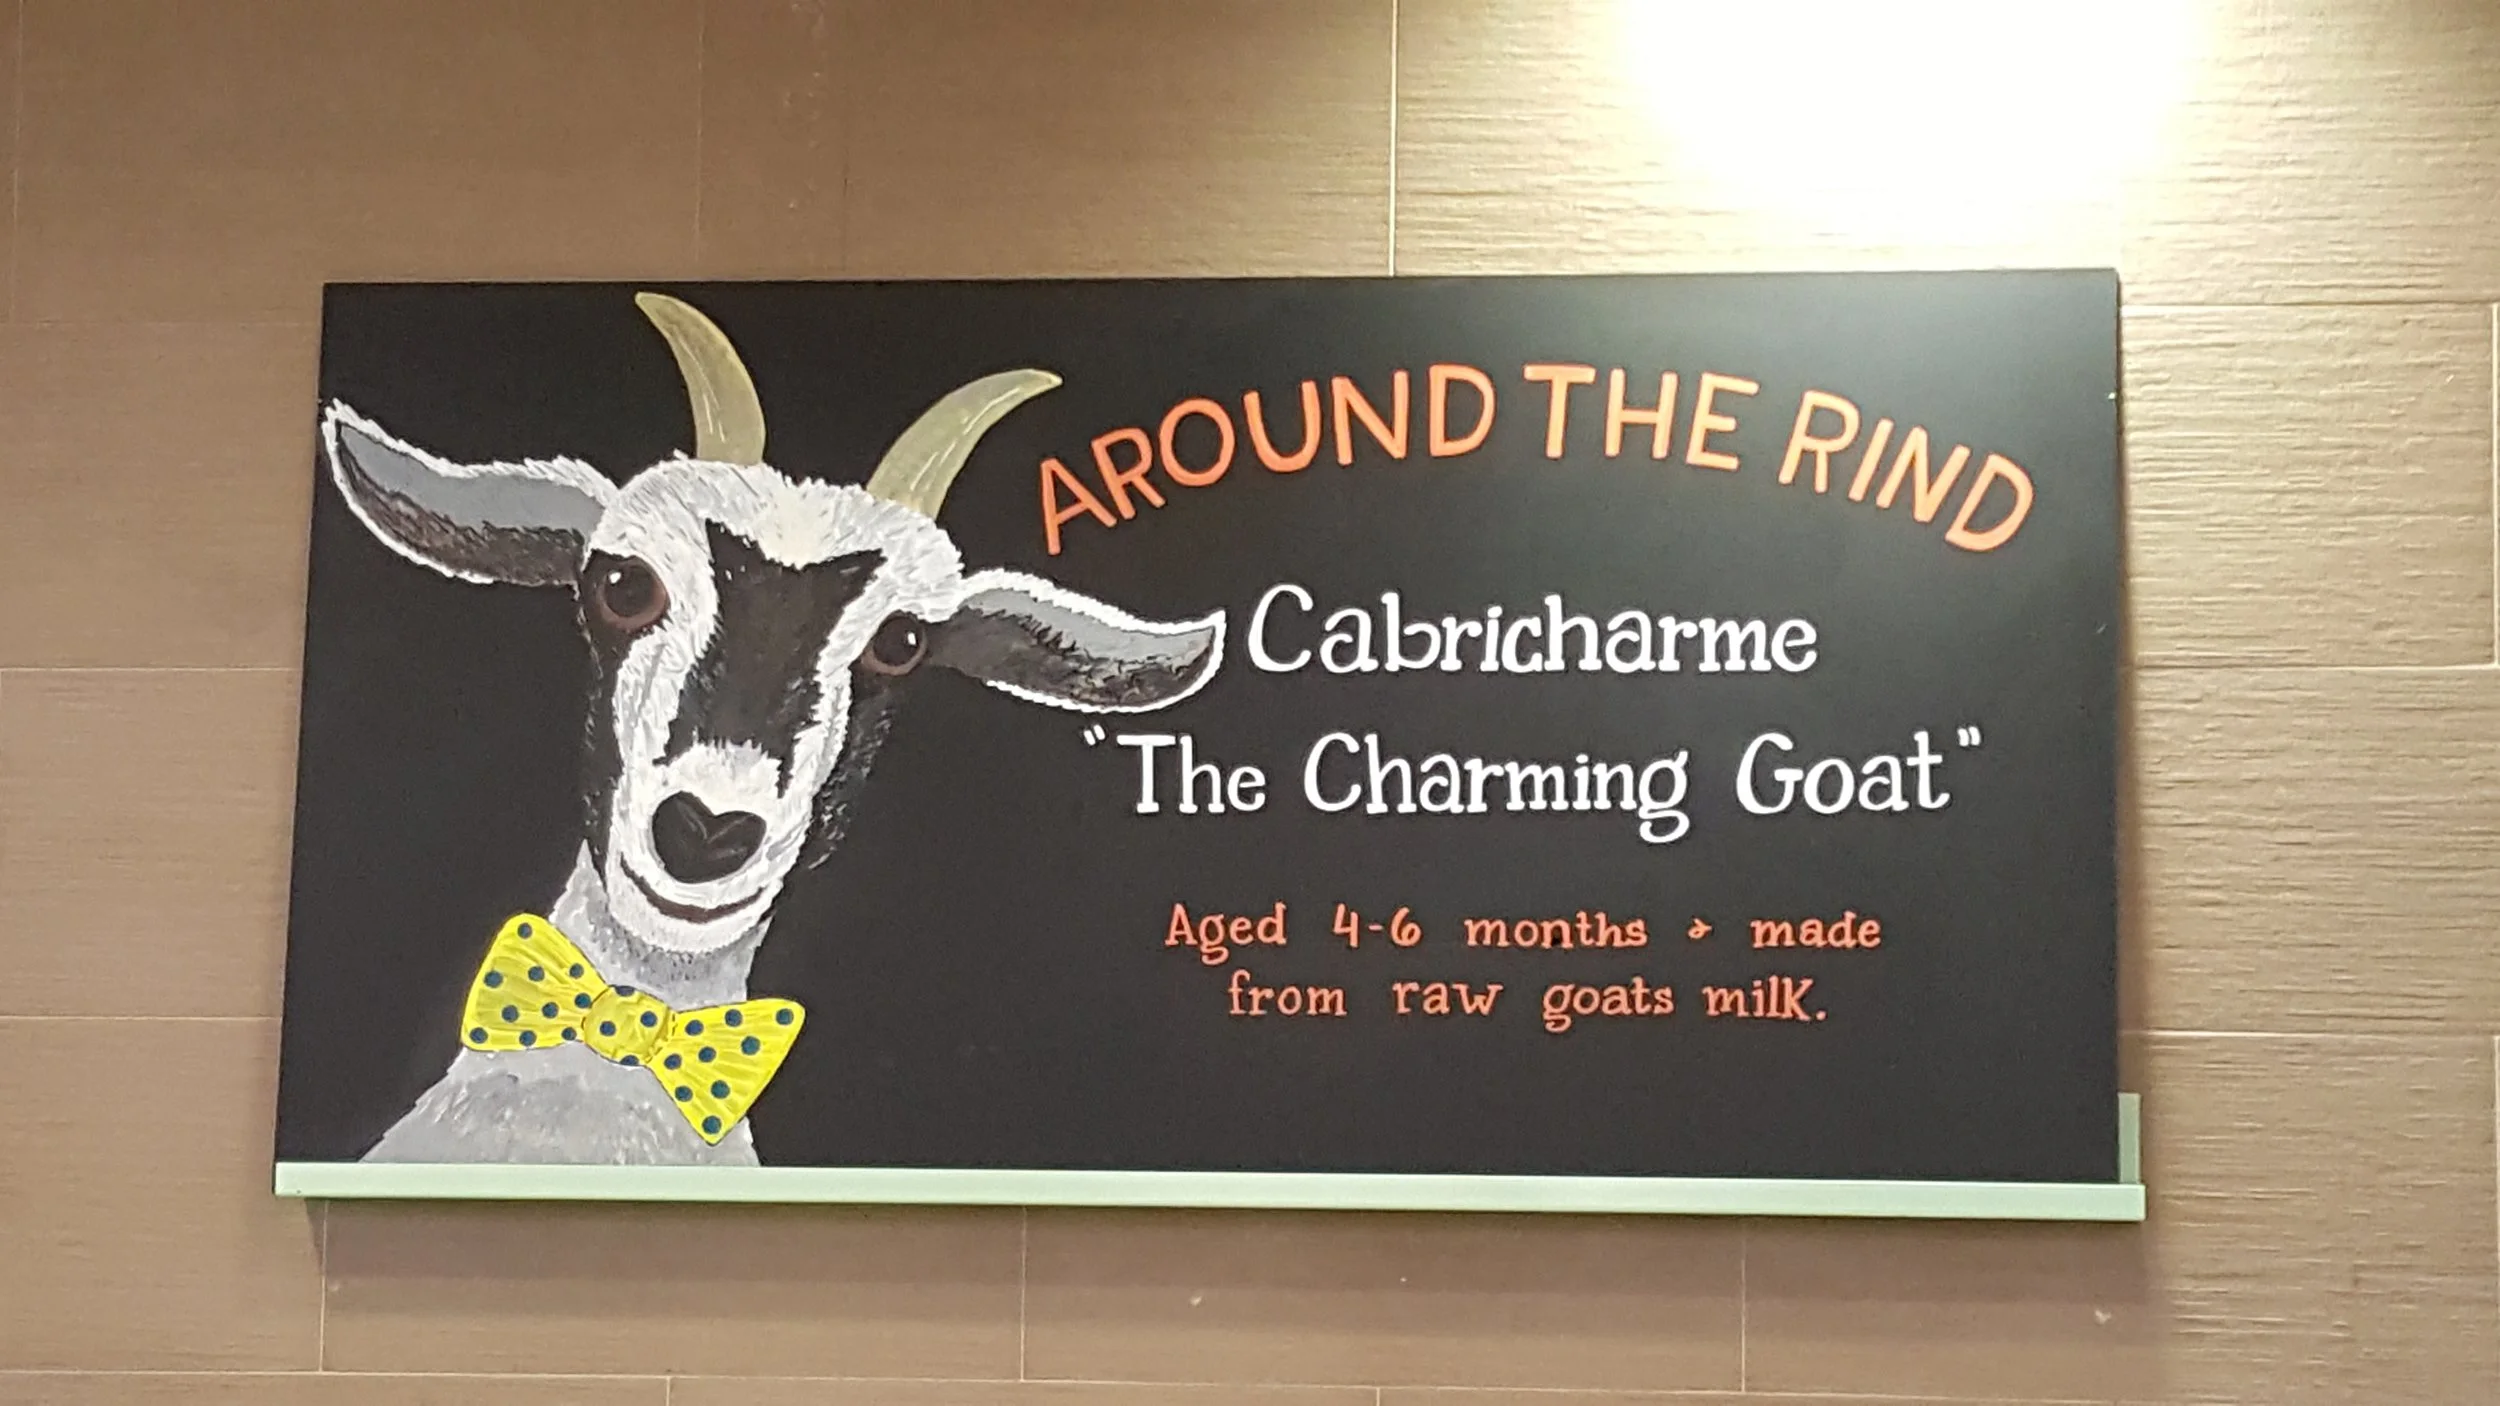 AROUND THE RIND
Cabricharme
"The Charming Goat"
Aged 4-6 months & made
from raw goats milk.